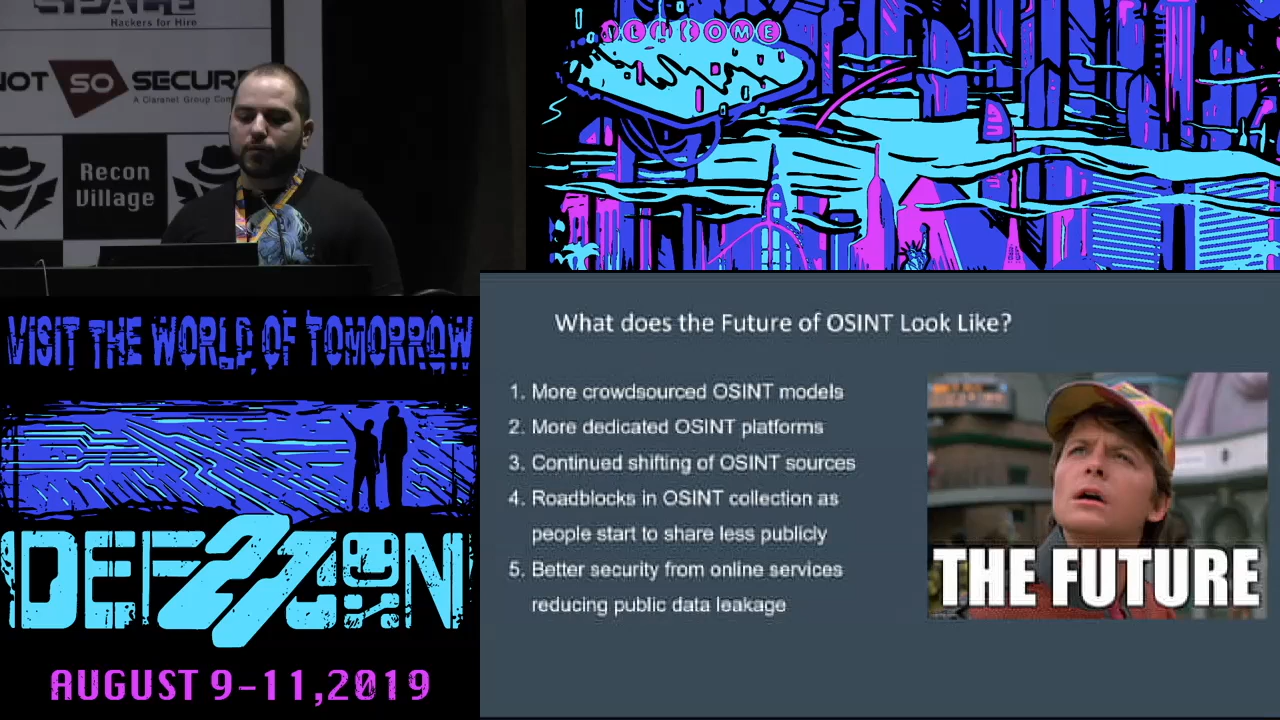 SPACE
Hackers for Hire
NOT SO SECURE
A Claranet Group Com
Recon
Village
WELCOME
VISIT THE WORLD OF TOMORROW
DEF CON
27
AUGUST 9-11,2019
What does the Future of OSINT Look Like?
1. More crowdsourced OSINT models
2. More dedicated OSINT platforms
3. Continued shifting of OSINT sources
4. Roadblocks in OSINT collection as
people start to share less publicly
5. Better security from online services
reducing public data leakage
THE FUTURE